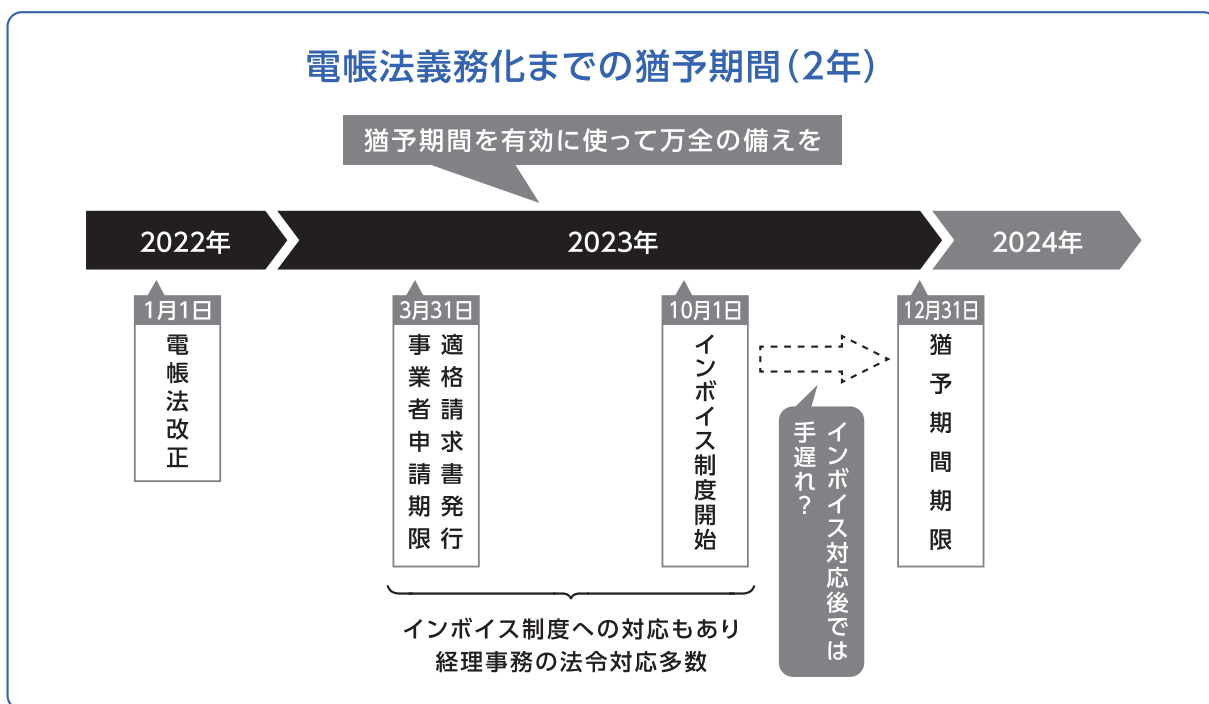 電帳法義務化までの猶予期間(2年)
猶予期間を有効に使って万全の備えを
2022年
2023年
2024年
1月1日
電帳法改正
3月31日
適格請求書発行
事業者申請期限
10月1日
インボイス制度開始
インボイス対応後では
手遅れ?
12月31日
猶予期間期限
インボイス制度への対応もあり
経理事務の法令対応多数